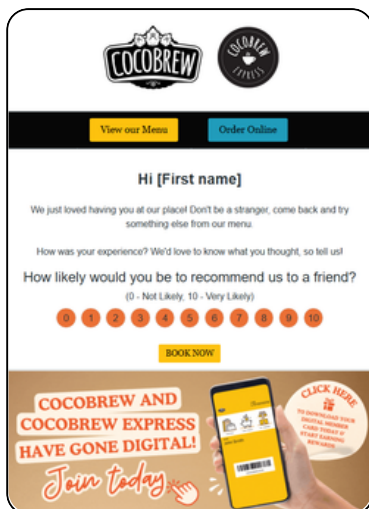 COCOBREW
COCOBREW
EXPRESS
View our Menu
Order Online
Hi [First name]
We just loved having you at our place! Don't be a stranger, come back and try
something else from our menu.
How was your experience? We'd love to know what you thought, so tell us!
How likely would you be to recommend us to a friend?
(0 - Not Likely, 10 - Very Likely)
0 1 2 3 4 5 6 7 8 9 10
BOOK NOW
COCOBREW AND
COCOBREW EXPRESS
HAVE GONE DIGITAL!
Join today
CLICK HERE
TO DOWNLOAD YOUR
DIGITAL MEMBER
CARD TODAY &
START EARNING
REWARDS